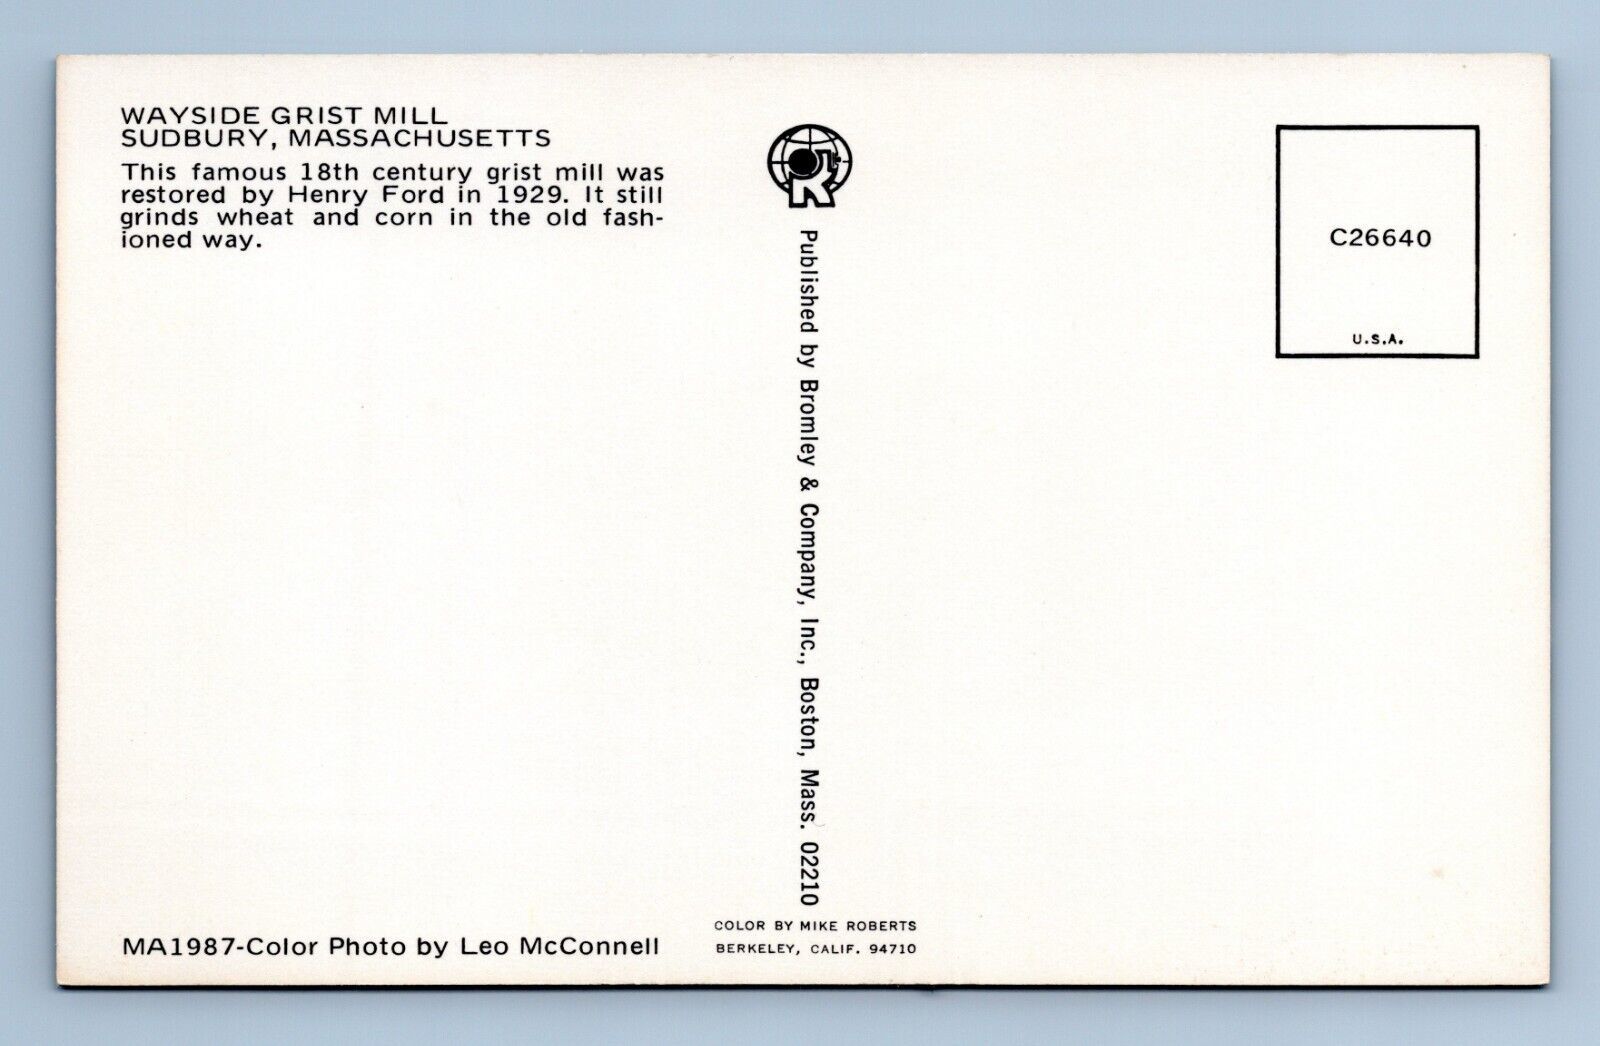 WAYSIDE GRIST MILL
SUDBURY, MASSACHUSETTS
This famous 18th century grist mill was
restored by Henry Ford in 1929. It still
grinds wheat and corn in the old fash-
ioned way.
MA1987-Color Photo by Leo McConnell
R
Published by Bromley & Company, Inc., Boston, Mass. 02210
COLOR BY MIKE ROBERTS
BERKELEY, CALIF. 94710
C26640
U.S.A.